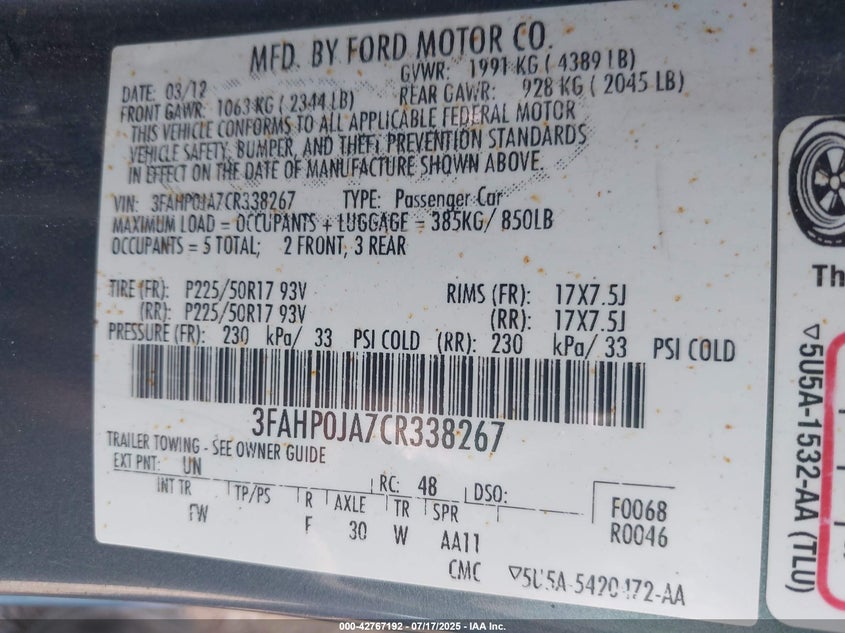 MFD. BY FORD MOTOR CO.
DATE: 03/12 GVWR: 1991 KG ( 4389 LB)
FRONT GAWR: 1063 KG ( 2344 LB) REAR GAWR: 928 KG ( 2045 LB)
THIS VEHICLE CONFORMS TO ALL APPLICABLE FEDERAL MOTOR
VEHICLE SAFETY, BUMPER, AND THEFT PREVENTION STANDARDS
IN EFFECT ON THE DATE OF MANUFACTURE SHOWN ABOVE.
VIN: 3FAHP0JA7CR338267 TYPE: Passenger Car
MAXIMUM LOAD = OCCUPANTS + LUGGAGE = 385KG/ 850LB
OCCUPANTS = 5 TOTAL; 2 FRONT, 3 REAR
TIRE (FR): P225/50R17 93V RIMS (FR): 17X7.5J
(RR): P225/50R17 93V (RR): 17X7.5J
PRESSURE (FR): 230 kPa/ 33 PSI COLD (RR): 230 kPa/ 33 PSI COLD
3FAHP0JA7CR338267
TRAILER TOWING - SEE OWNER GUIDE
EXT PNT: UN RC: 48 DSO:
INT TR TP/PS R AXLE TR SPR F0068
FW F 30 W AA11 R0046
CMC ▽5U5A-5420472-AA
Th
▽5U5A-1532-AA (TLU)
000-42767192 - 07/17/2025 - IAA Inc.